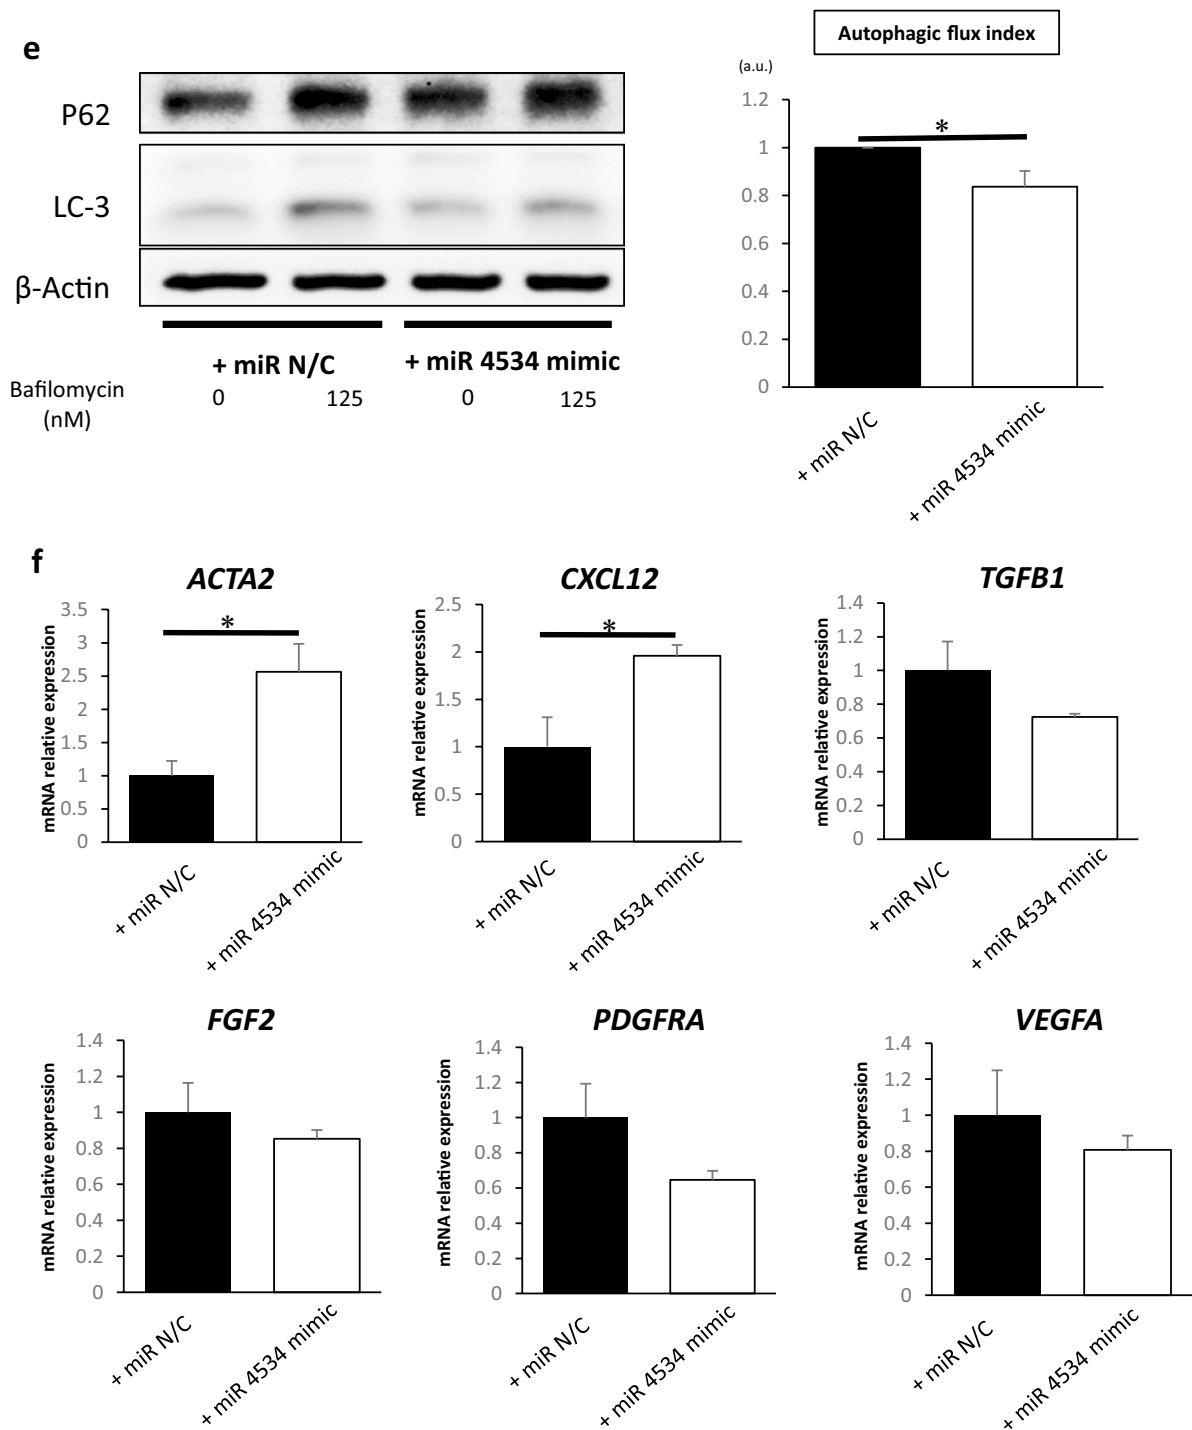 e
P62
LC-3
β-Actin
+ miR N/C
+ miR 4534 mimic
Bafilomycin
(nM)
0
125
0
125
Autophagic flux index
(a.u.)
1.2
1
0.8
0.6
0.4
0.2
0
*
+ miR N/C
+ miR 4534 mimic
f
ACTA2
mRNA relative expression
3.5
3
2.5
2
1.5
1
0.5
0
*
+ miR N/C
+ miR 4534 mimic
CXCL12
mRNA relative expression
2.5
2
1.5
1
0.5
0
*
+ miR N/C
+ miR 4534 mimic
TGFB1
mRNA relative expression
1.4
1.2
1
0.8
0.6
0.4
0.2
0
+ miR N/C
+ miR 4534 mimic
FGF2
mRNA relative expression
1.4
1.2
1
0.8
0.6
0.4
0.2
0
+ miR N/C
+ miR 4534 mimic
PDGFRA
mRNA relative expression
1.4
1.2
1
0.8
0.6
0.4
0.2
0
+ miR N/C
+ miR 4534 mimic
VEGFA
mRNA relative expression
1.4
1.2
1
0.8
0.6
0.4
0.2
0
+ miR N/C
+ miR 4534 mimic